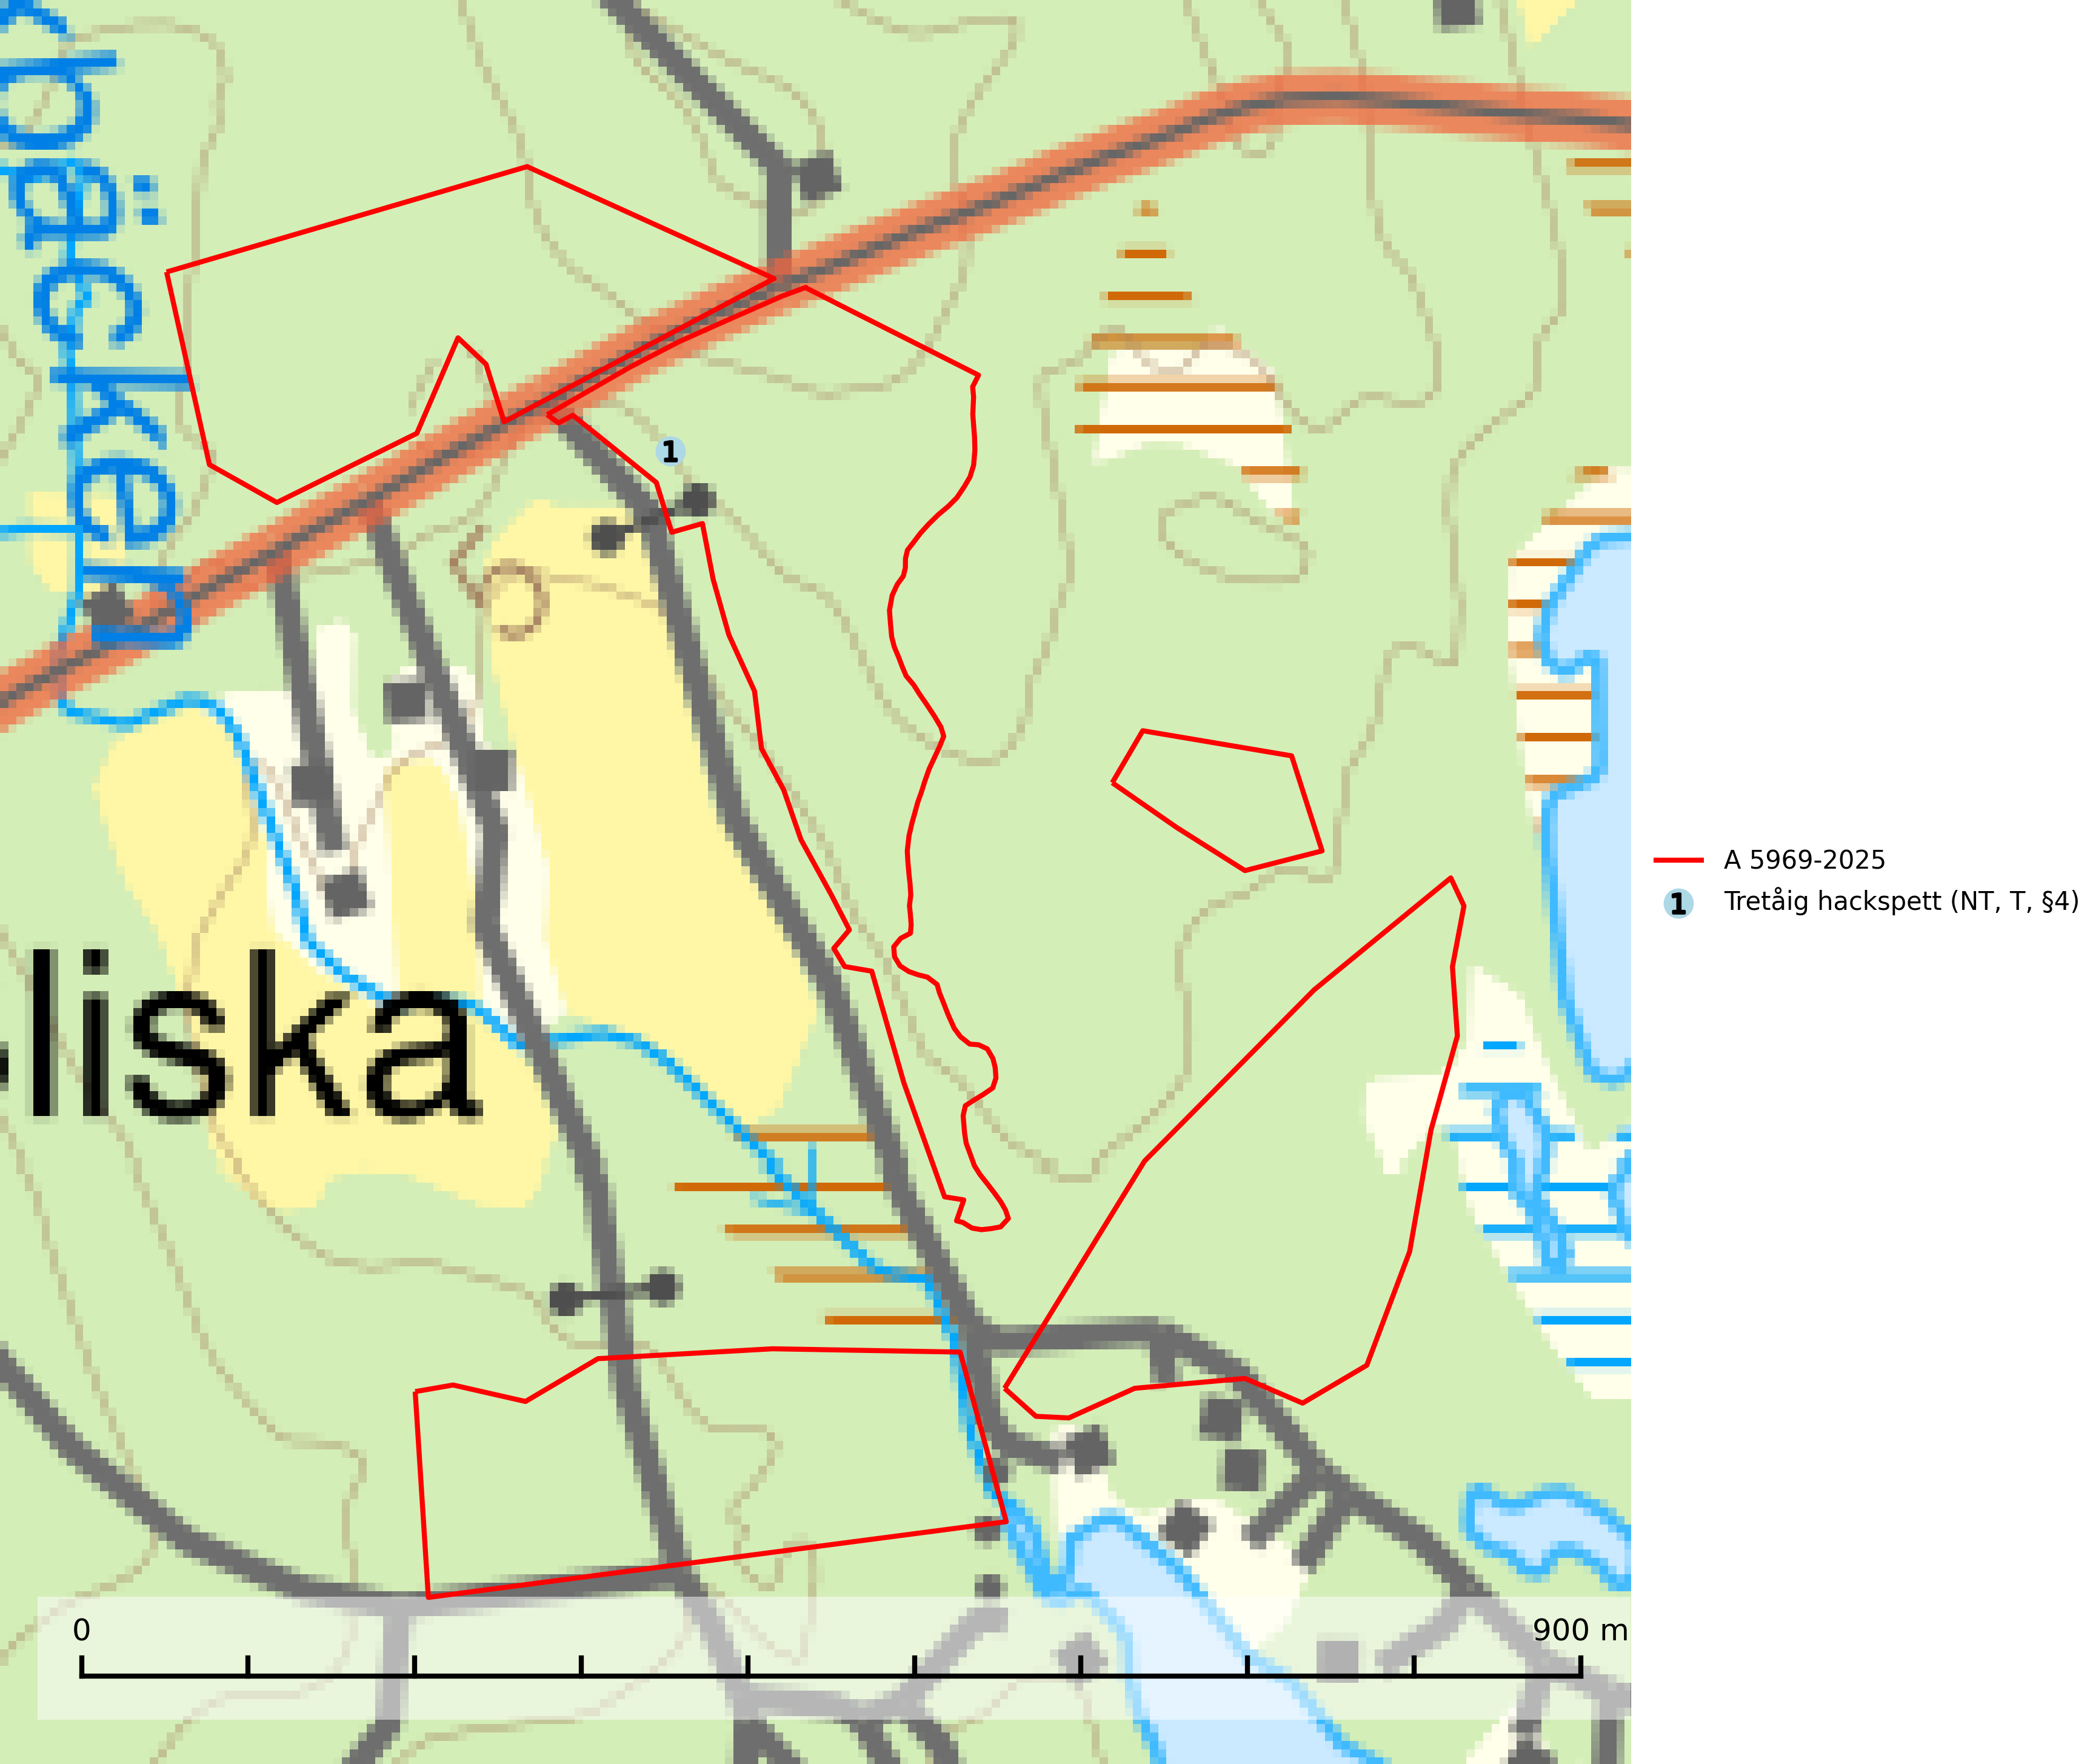 bäcken
liska
0
900 m
A 5969-2025
1 Tretåig hackspett (NT, T, §4)
1